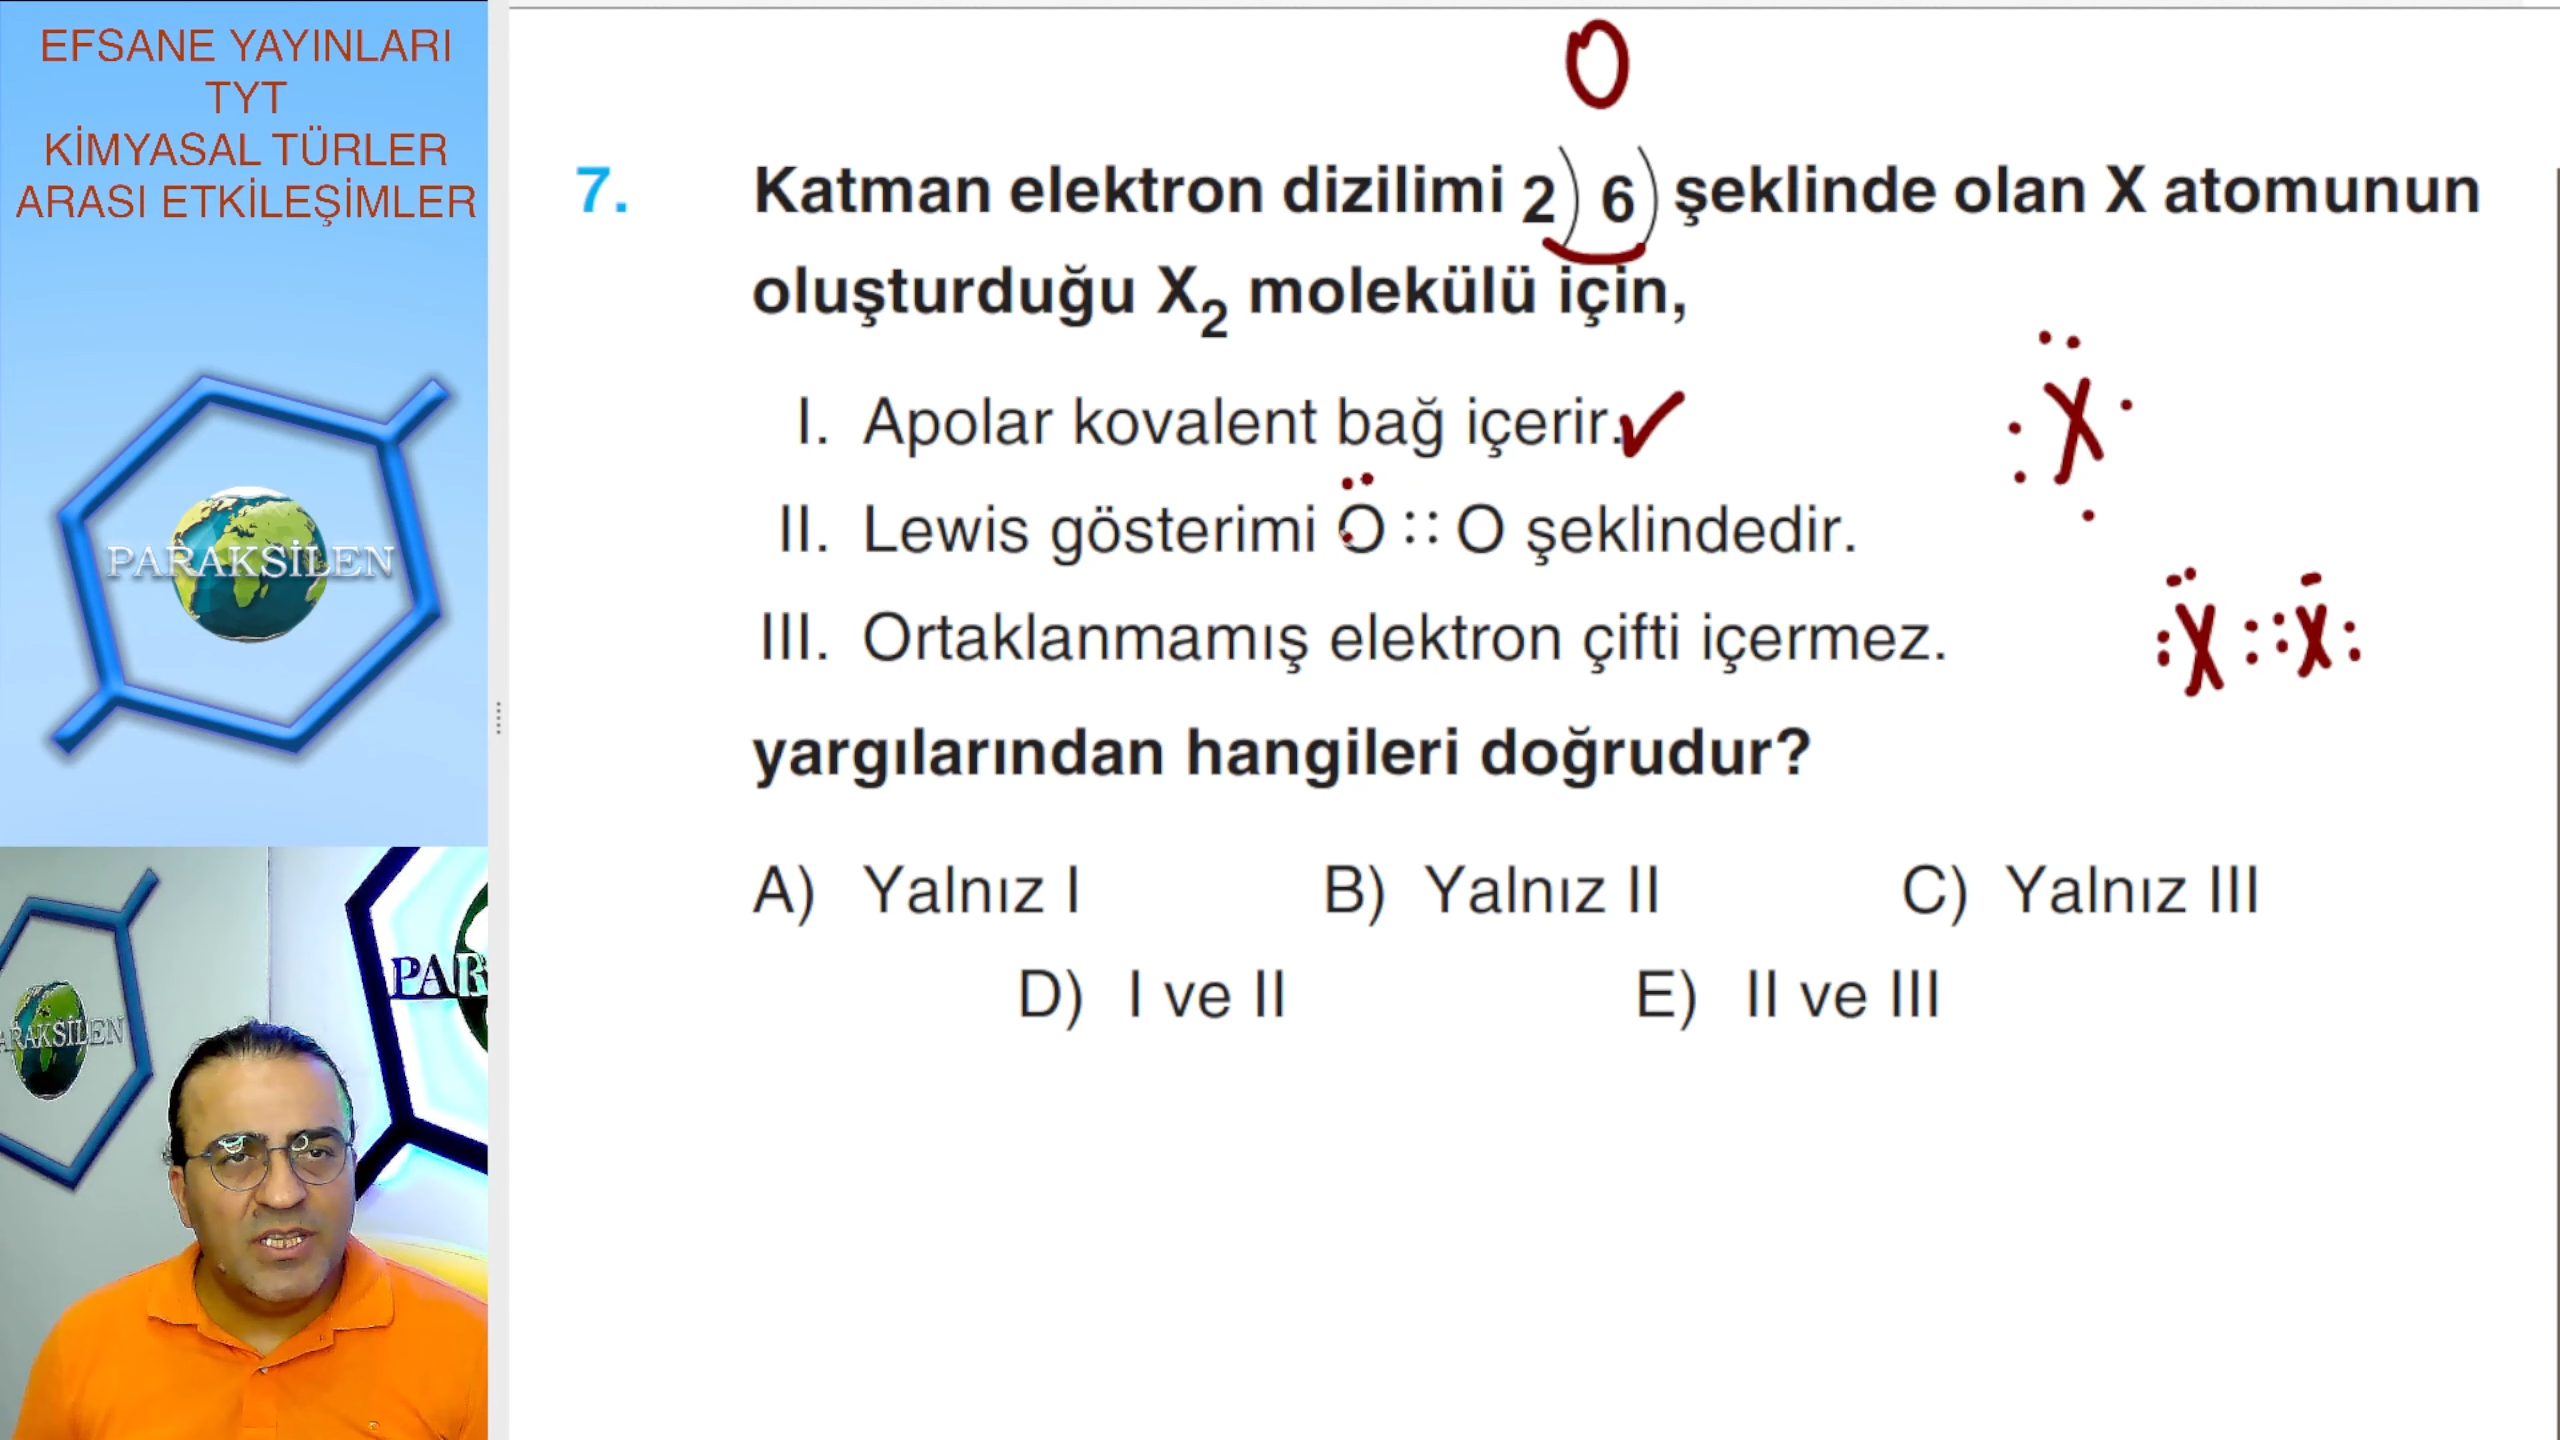 EFSANE YAYINLARI
TYT
KİMYASAL TÜRLER
ARASI ETKİLEŞİMLER
PARAKSİLEN
ARAKSİLEN
PAR
O
7. Katman elektron dizilimi 2) 6) şeklinde olan X atomunun
oluşturduğu X₂ molekülü için,
I. Apolar kovalent bağ içerir. ✓
II. Lewis gösterimi O :: O şeklindedir.
III. Ortaklanmamış elektron çifti içermez.
X
:X::X:
yargılarından hangileri doğrudur?
A) Yalnız I B) Yalnız II C) Yalnız III
D) I ve II E) II ve III